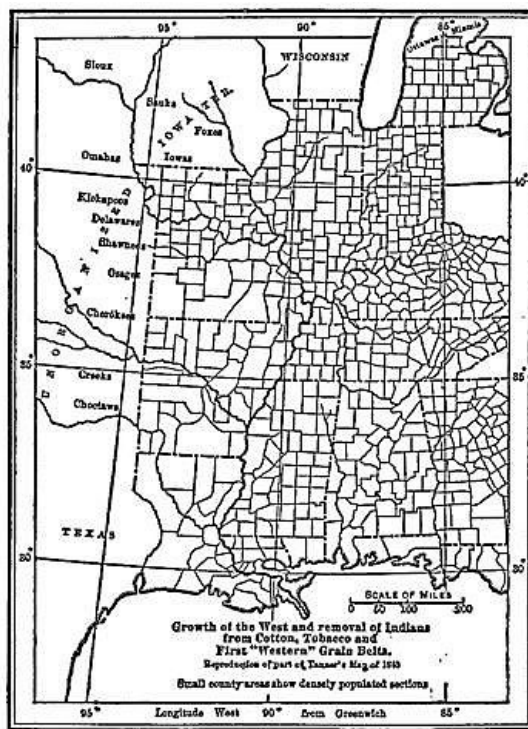 95°
90°
85°
Ottawas & Miamis
WISCONSIN
Sioux
Sauks
IOWA TER.
Foxes
Omahas
Iowas
40°
40°
Kickapoos
Delawares
Shawnees
Osages
Cherokees
35°
35°
Creeks
Choctaws
UNORGANIZED
TEXAS
30°
30°
SCALE OF MILES
0 50 100 200
Growth of the West and removal of Indians
from Cotton, Tobacco and
First "Western" Grain Belts.
Reproduction of part of Tanner's Map of 1840
Small county areas show densely populated sections
95°
Longitude West
90°
from Greenwich
85°